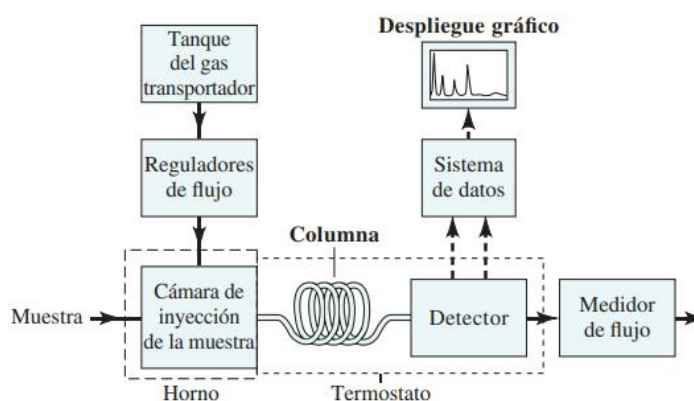 Despliegue gráfico
Tanque
del gas
transportador
Reguladores
de flujo
Sistema
de datos
Columna
Muestra
Cámara de
inyección
de la muestra
Detector
Medidor
de flujo
Horno
Termostato